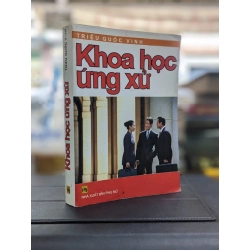 TRIỆU QUỐC VINH
Khoa học
ứng xử
NHÀ XUẤT BẢN PHỤ NỮ
Khoa học ứng xử